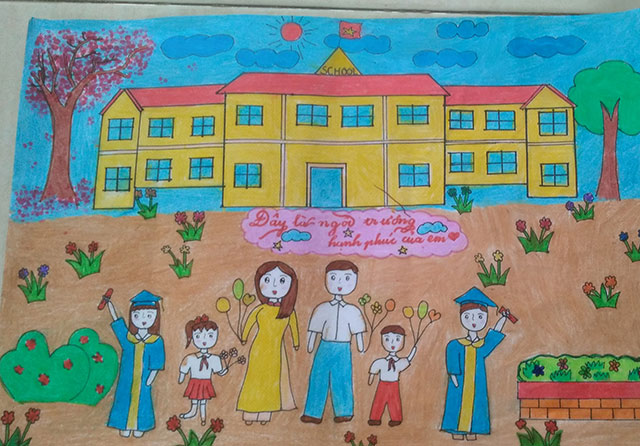 SCHOOL
Đây là ngôi trường
hạnh phúc của em